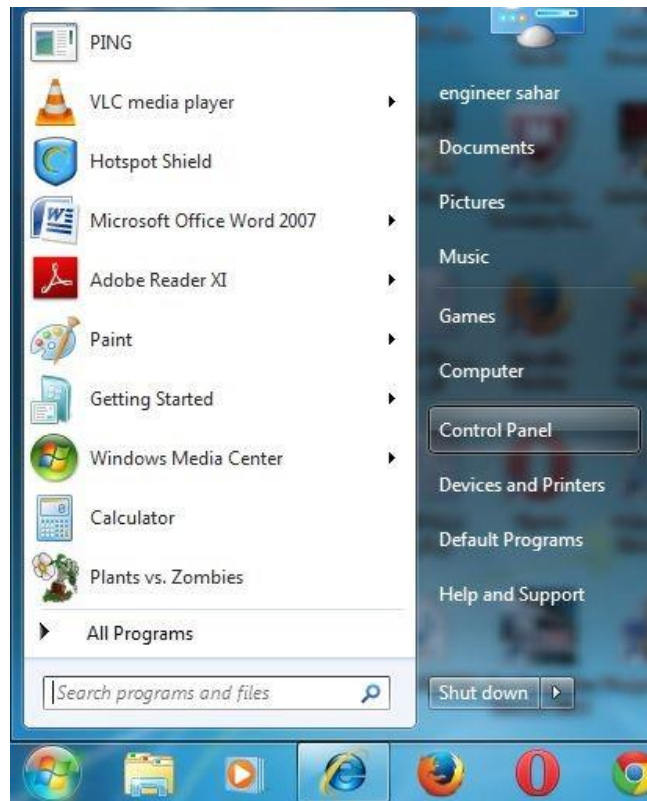 PING
VLC media player
Hotspot Shield
Microsoft Office Word 2007
Adobe Reader XI
Paint
Getting Started
Windows Media Center
Calculator
Plants vs. Zombies
All Programs
Search programs and files
engineer sahar
Documents
Pictures
Music
Games
Computer
Control Panel
Devices and Printers
Default Programs
Help and Support
Shut down